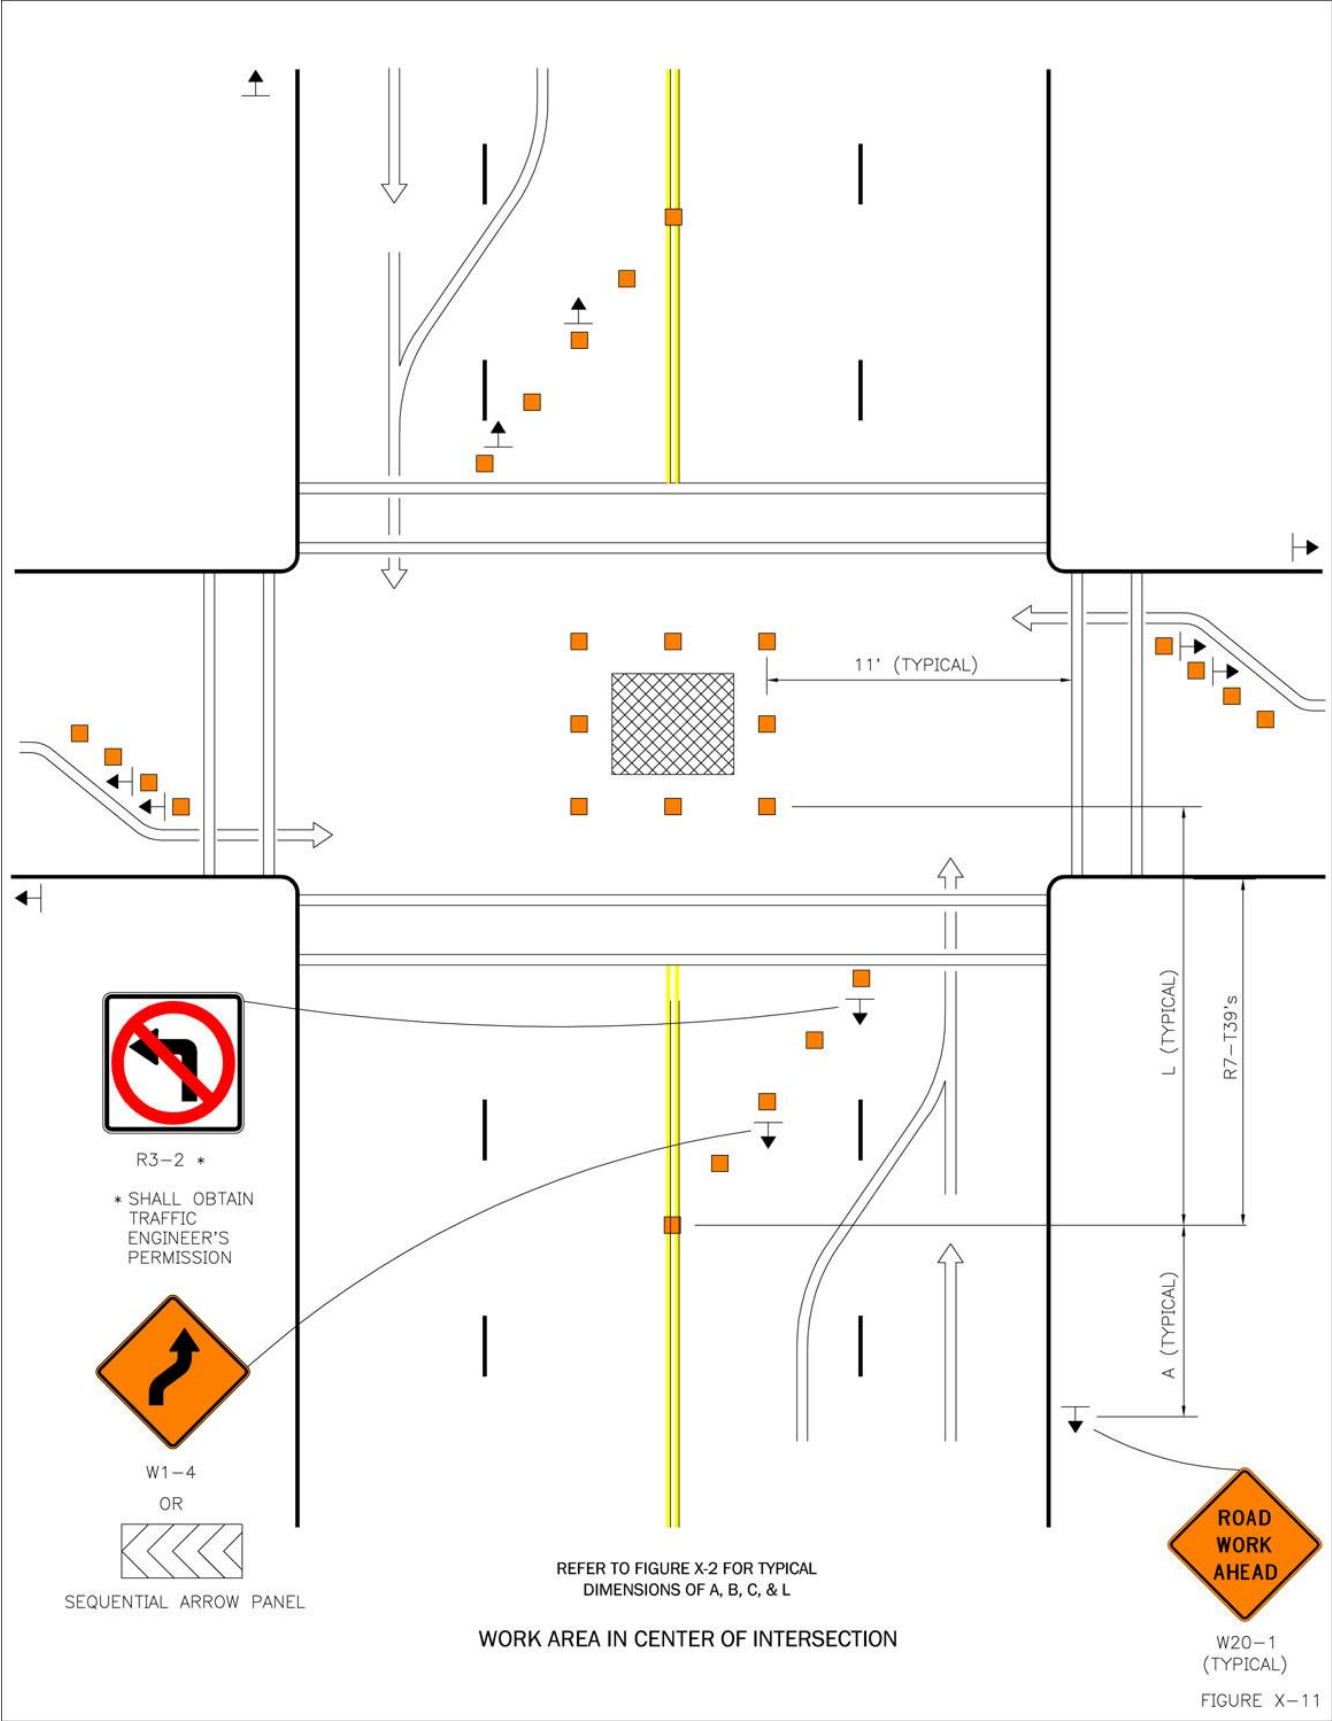 11' (TYPICAL)
L (TYPICAL)
R7-T39's
R3-2 *
* SHALL OBTAIN
TRAFFIC
ENGINEER'S
PERMISSION
A (TYPICAL)
W1-4
OR
SEQUENTIAL ARROW PANEL
ROAD
WORK
AHEAD
W20-1
(TYPICAL)
REFER TO FIGURE X-2 FOR TYPICAL
DIMENSIONS OF A, B, C, & L
WORK AREA IN CENTER OF INTERSECTION
FIGURE X-11